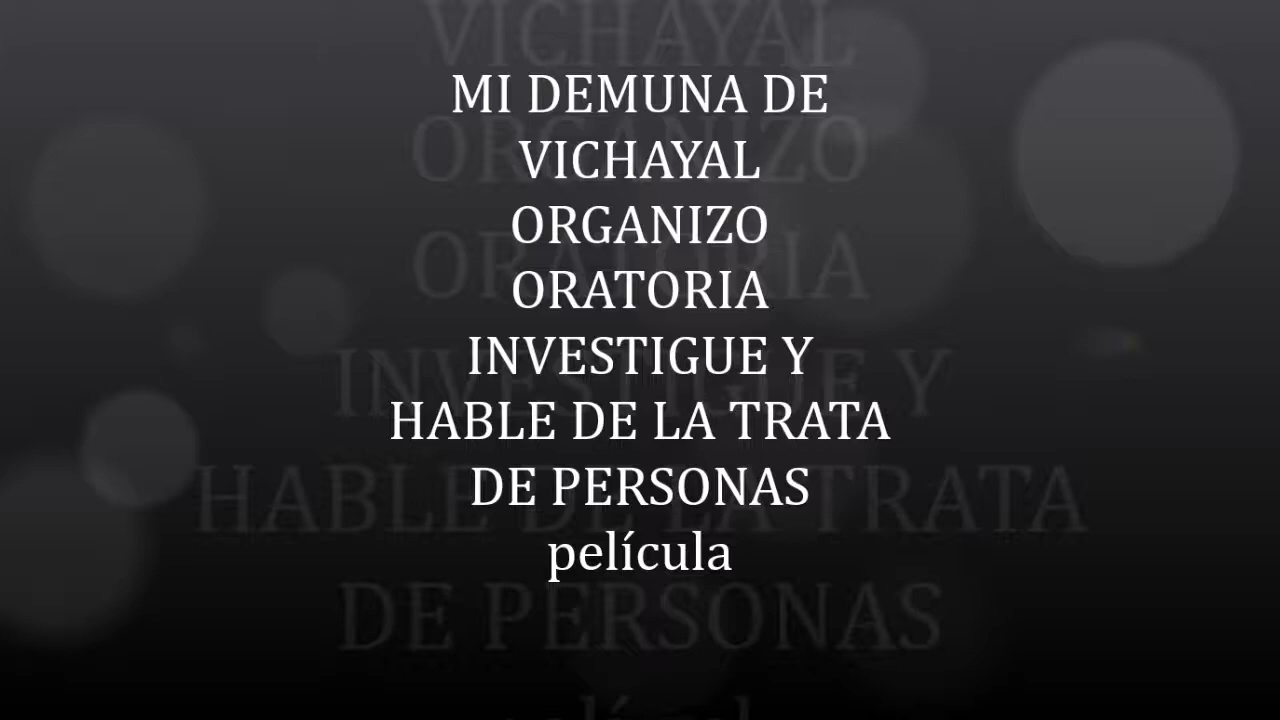 MI DEMUNA DE
VICHAYAL
ORGANIZO
ORATORIA
INVESTIGUE Y
HABLE DE LA TRATA
DE PERSONAS
película